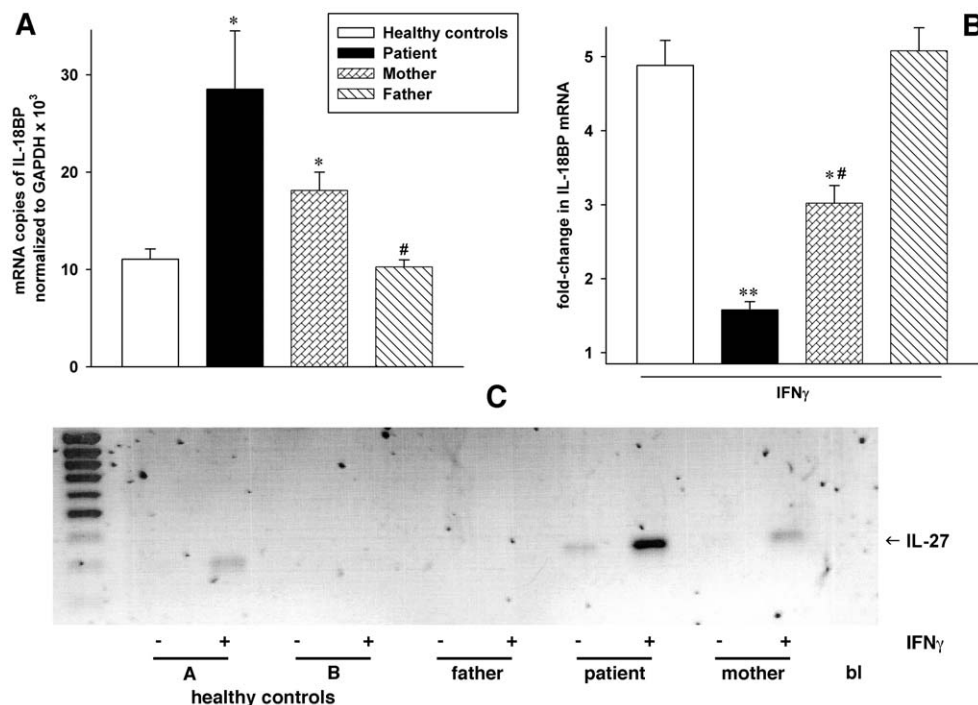 A
mRNA copies of IL-18BP
normalized to GAPDH x 10³
30
20
10
0
*
*
#
Healthy controls
Patient
Mother
Father
B
fold-change in IL-18BP mRNA
5
4
3
2
1
**
*#
IFNγ
C
← IL-27
- + - + - + - + - + IFNγ
A B father patient mother bl
healthy controls